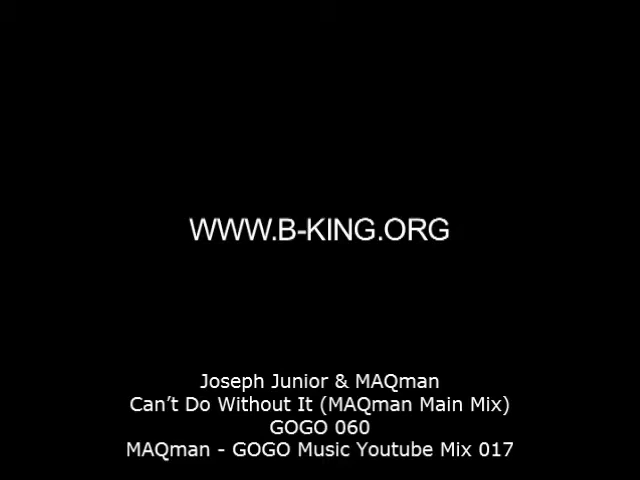 WWW.B-KING.ORG
Joseph Junior & MAQman
Can't Do Without It (MAQman Main Mix)
GOGO 060
MAQman - GOGO Music Youtube Mix 017